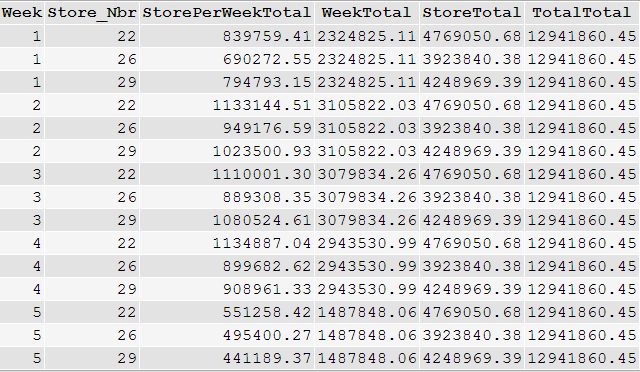 Week Store_Nbr StorePerWeekTotal WeekTotal StoreTotal TotalTotal
1 22 839759.41 2324825.11 4769050.68 12941860.45
1 26 690272.55 2324825.11 3923840.38 12941860.45
1 29 794793.15 2324825.11 4248969.39 12941860.45
2 22 1133144.51 3105822.03 4769050.68 12941860.45
2 26 949176.59 3105822.03 3923840.38 12941860.45
2 29 1023500.93 3105822.03 4248969.39 12941860.45
3 22 1110001.30 3079834.26 4769050.68 12941860.45
3 26 889308.35 3079834.26 3923840.38 12941860.45
3 29 1080524.61 3079834.26 4248969.39 12941860.45
4 22 1134887.04 2943530.99 4769050.68 12941860.45
4 26 899682.62 2943530.99 3923840.38 12941860.45
4 29 908961.33 2943530.99 4248969.39 12941860.45
5 22 551258.42 1487848.06 4769050.68 12941860.45
5 26 495400.27 1487848.06 3923840.38 12941860.45
5 29 441189.37 1487848.06 4248969.39 12941860.45